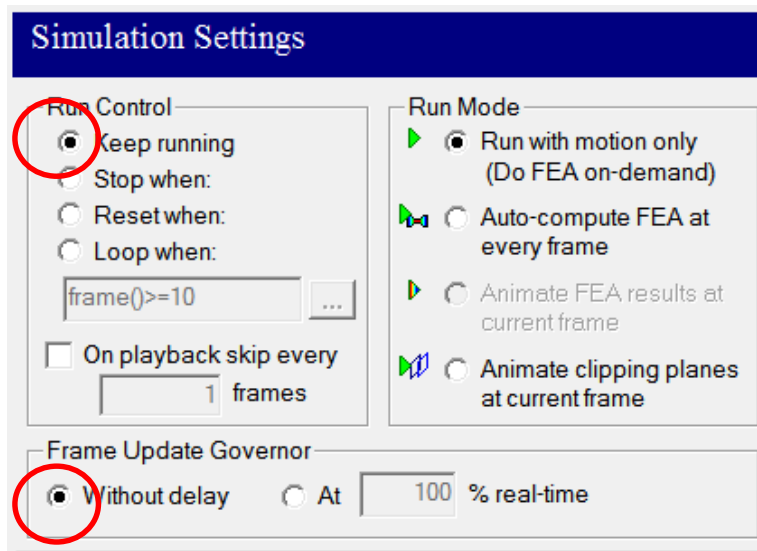 Simulation Settings
Run Control
Keep running
Stop when:
Reset when:
Loop when:
frame()>=10
...
On playback skip every
1 frames
Run Mode
Run with motion only
(Do FEA on-demand)
Auto-compute FEA at
every frame
Animate FEA results at
current frame
Animate clipping planes
at current frame
Frame Update Governor
Without delay At 100 % real-time